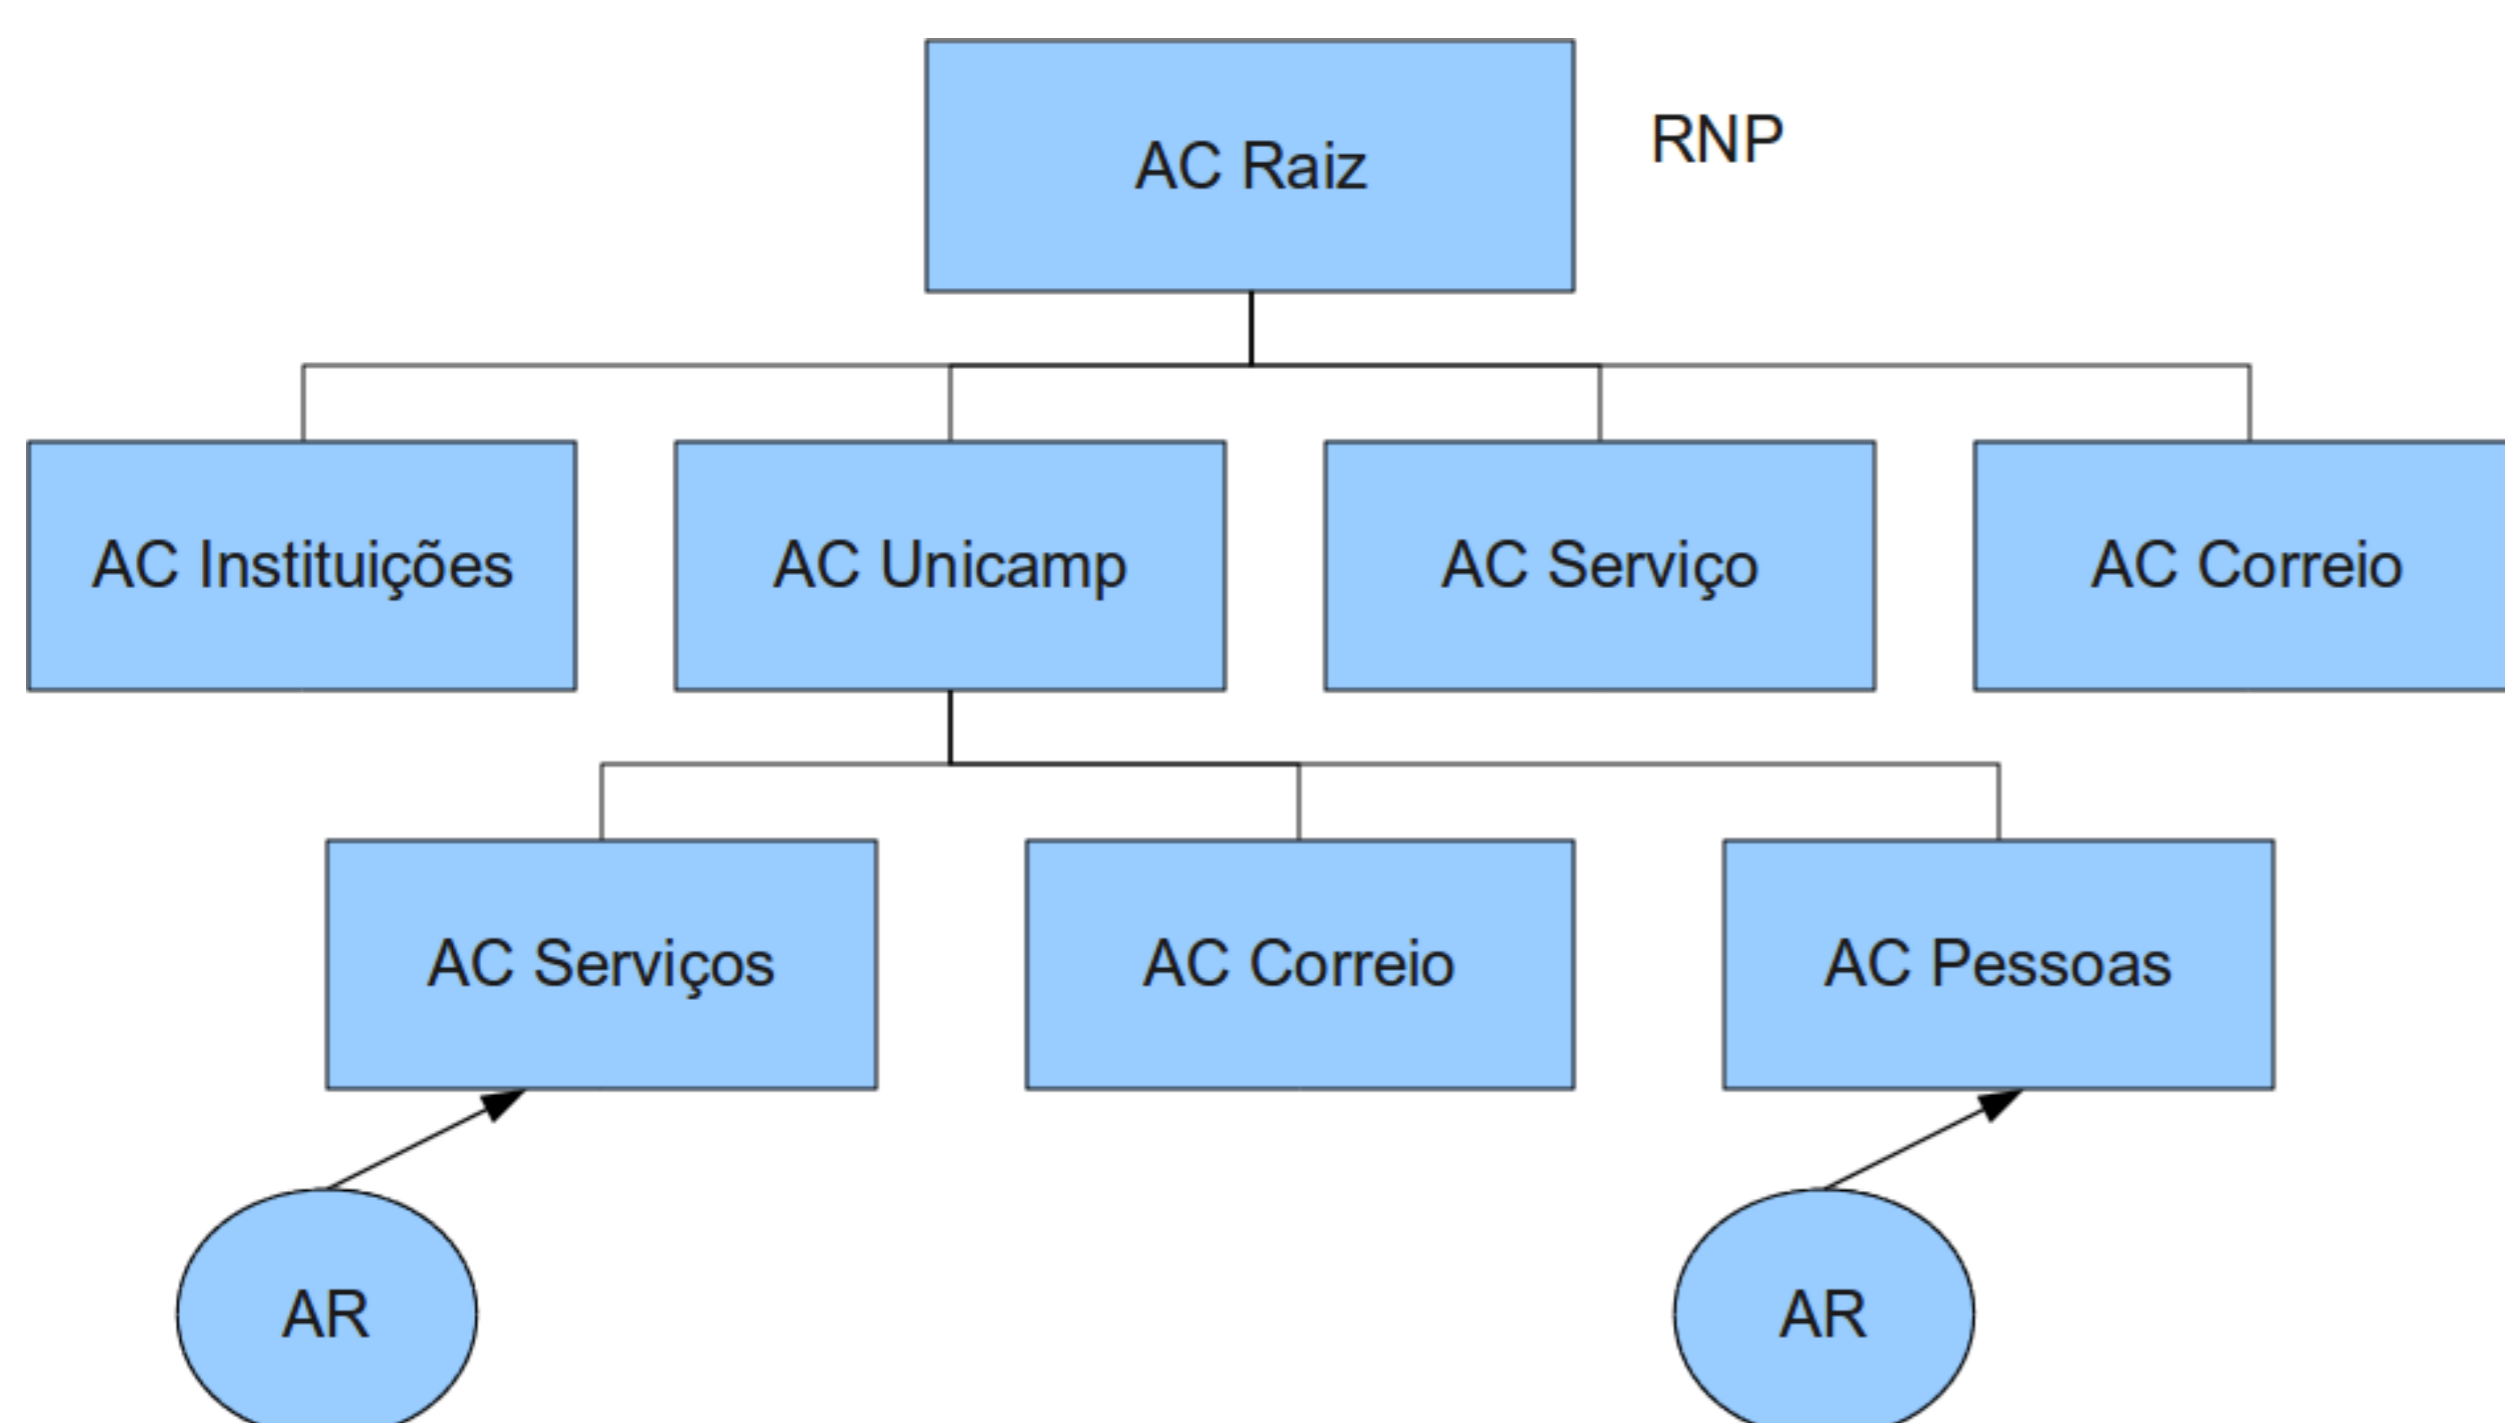 AC Raiz
RNP
AC Instituições
AC Unicamp
AC Serviço
AC Correio
AC Serviços
AC Correio
AC Pessoas
AR
AR